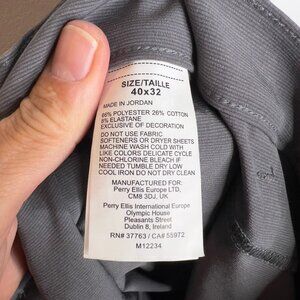 SIZE/TAILLE
40x32
MADE IN JORDAN
66% POLYESTER 26% COTTON
8% ELASTANE
EXCLUSIVE OF DECORATION
DO NOT USE FABRIC
SOFTENERS OR DRYER SHEETS
MACHINE WASH COLD WITH
LIKE COLORS DELICATE CYCLE
NON-CHLORINE BLEACH IF
NEEDED TUMBLE DRY LOW
COOL IRON DO NOT DRY CLEAN
MANUFACTURED FOR:
Perry Ellis Europe LTD,
CM8 3DJ, UK
Perry Ellis International Europe
Olympic House
Pleasants Street
Dublin 8, Ireland
RN# 37763 / CA# 55972
M12234